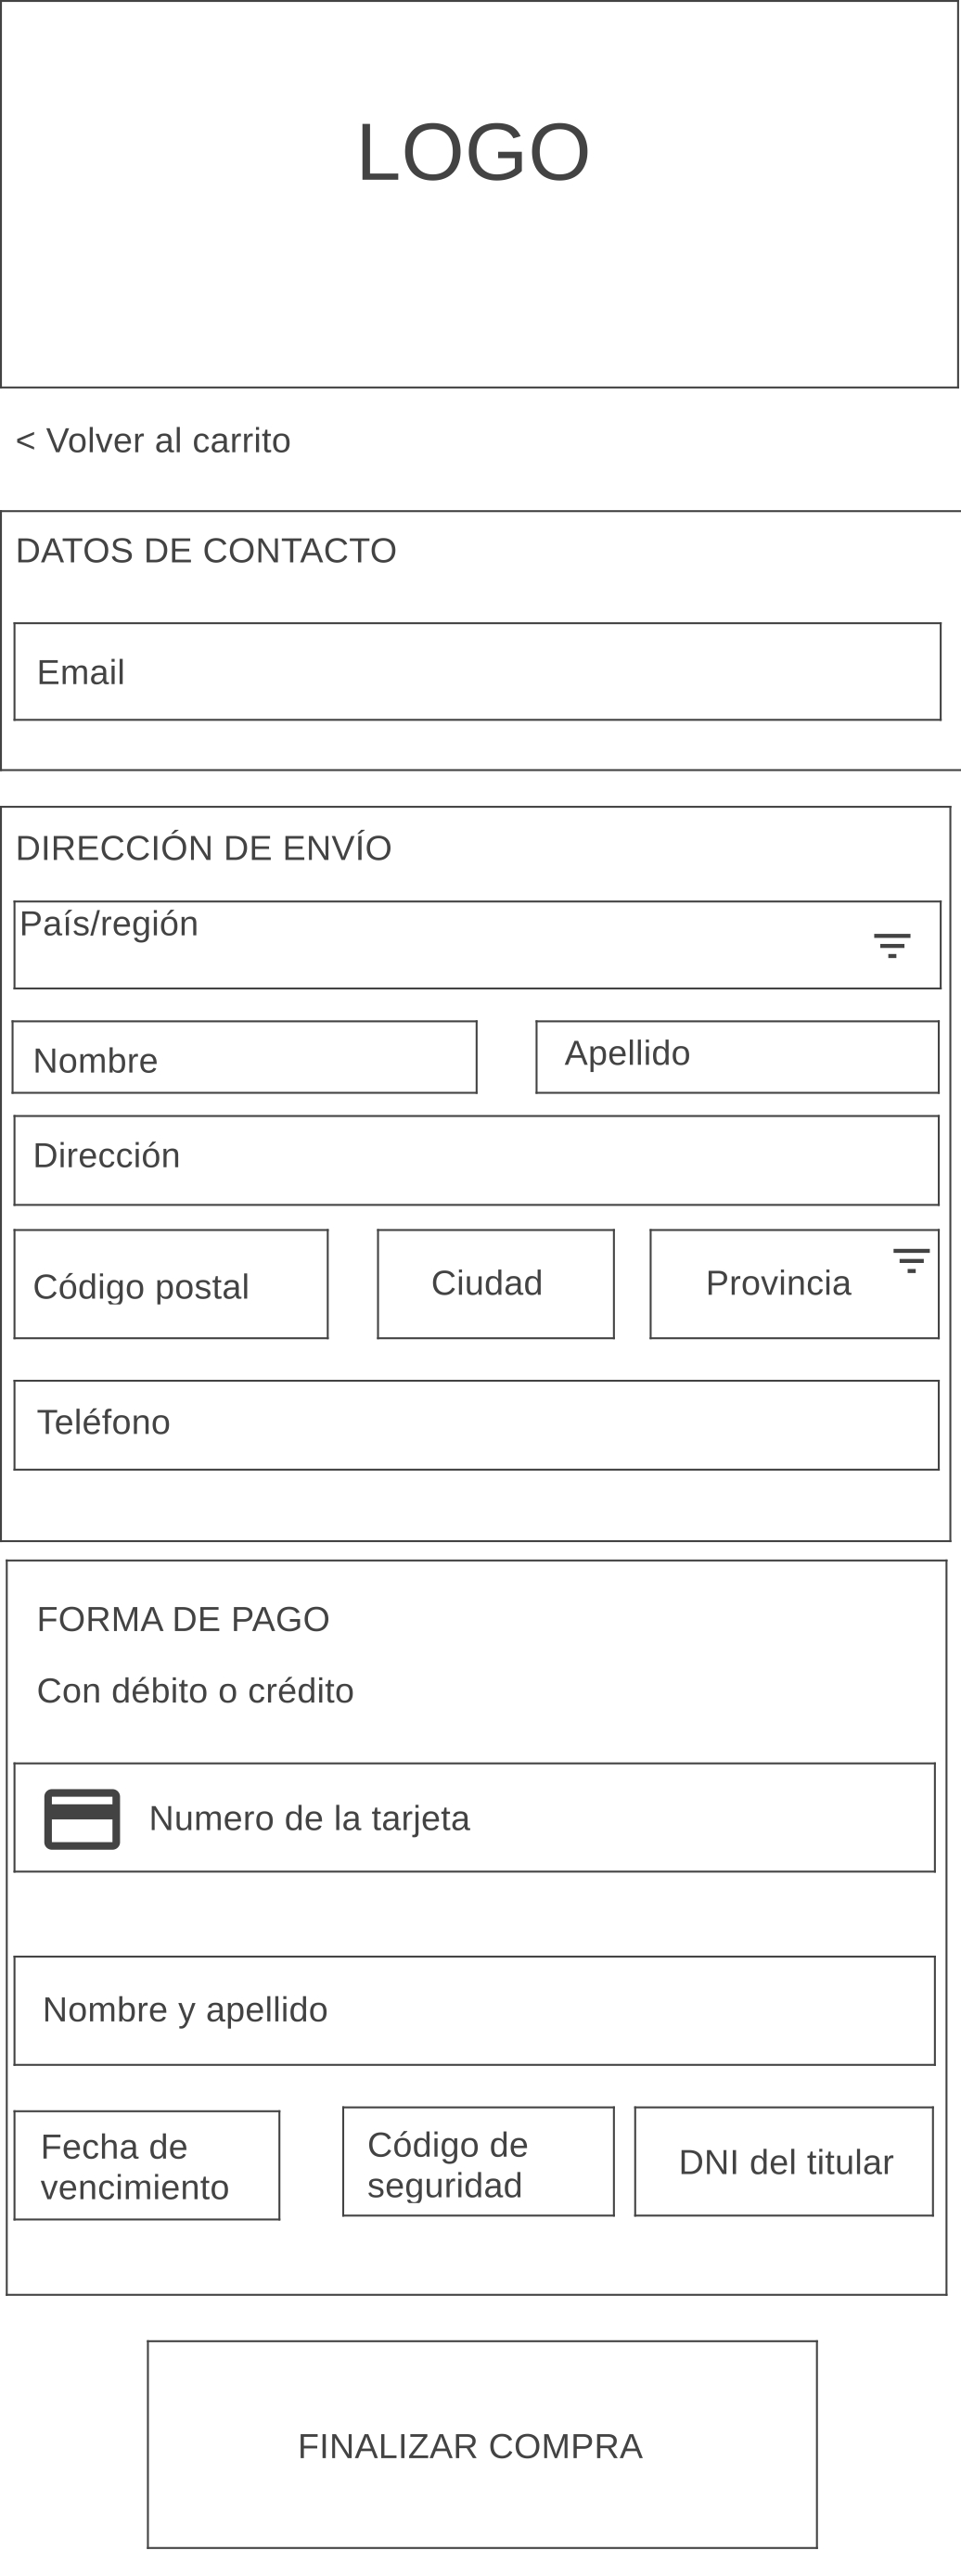 LOGO
< Volver al carrito
DATOS DE CONTACTO
Email
DIRECCIÓN DE ENVÍO
País/región
Nombre
Apellido
Dirección
Código postal
Ciudad
Provincia
Teléfono
FORMA DE PAGO
Con débito o crédito
Numero de la tarjeta
Nombre y apellido
Fecha de
vencimiento
Código de
seguridad
DNI del titular
FINALIZAR COMPRA